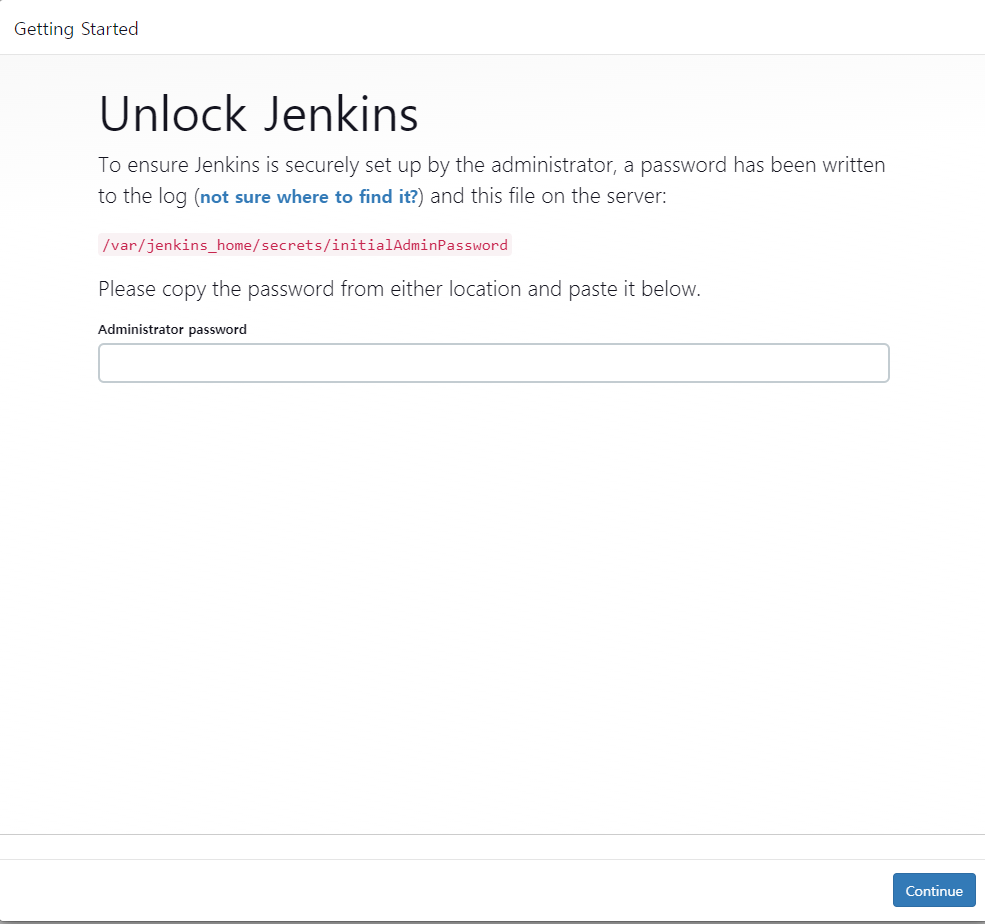 Getting Started
Unlock Jenkins
To ensure Jenkins is securely set up by the administrator, a password has been written
to the log (not sure where to find it?) and this file on the server:
/var/jenkins_home/secrets/initialAdminPassword
Please copy the password from either location and paste it below.
Administrator password
Continue